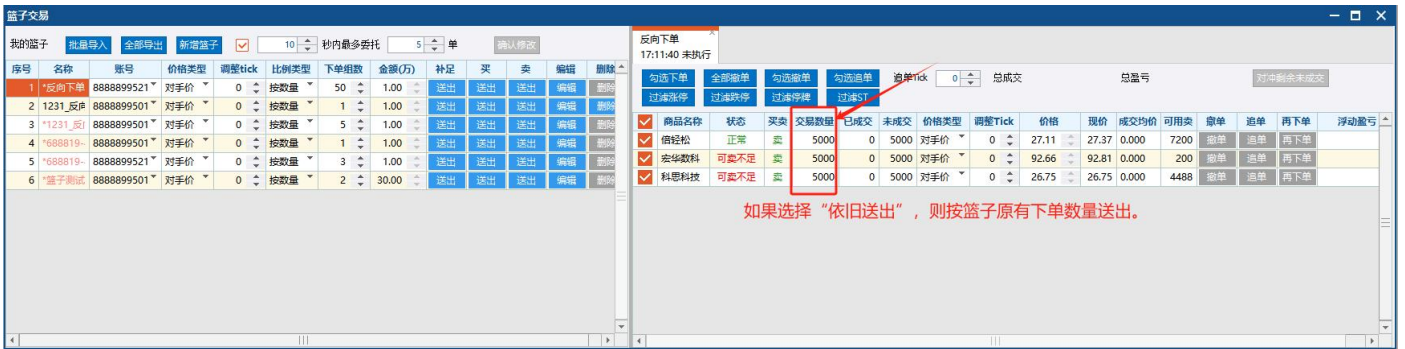 篮子交易
我的篮子 批量导入 全部导出 新增篮子 10 秒内最多委托 5 单 确认修改
序号 名称 账号 价格类型 调整tick 比例类型 下单组数 金额(万) 补足 买 卖 编辑 删除
1 *反向下单 8888899521 对手价 0 按数量 50 1.00 送出 送出 送出 编辑 删除
2 1231_反向 8888899501 对手价 0 按数量 1 1.00 送出 送出 送出 编辑 删除
3 *1231_反 8888899501 对手价 0 按数量 5 1.00 送出 送出 送出 编辑 删除
4 *688819- 8888899501 对手价 0 按数量 1 1.00 送出 送出 送出 编辑 删除
5 *688819- 8888899521 对手价 0 按数量 3 1.00 送出 送出 送出 编辑 删除
6 *篮子测试 8888899501 对手价 0 按数量 2 30.00 送出 送出 送出 编辑 删除
反向下单
17:11:40 未执行
勾选下单 全部撤单 勾选撤单 勾选追单 追单Tick 0 总成交 总盈亏 对冲剩余未成交
过滤涨停 过滤跌停 过滤停牌 过滤ST
商品名称 状态 买卖 交易数量 已成交 未成交 价格类型 调整Tick 价格 现价 成交均价 可用卖 撤单 追单 再下单 浮动盈亏
倍轻松 正常 卖 5000 0 5000 对手价 0 27.11 27.37 0.000 7200 撤单 追单 再下单
宏华数科 可卖不足 卖 5000 0 5000 对手价 0 92.66 92.81 0.000 200 撤单 追单 再下单
科思科技 可卖不足 卖 5000 0 5000 对手价 0 26.75 26.75 0.000 4488 撤单 追单 再下单
如果选择“依旧送出”，则按篮子原有下单数量送出。